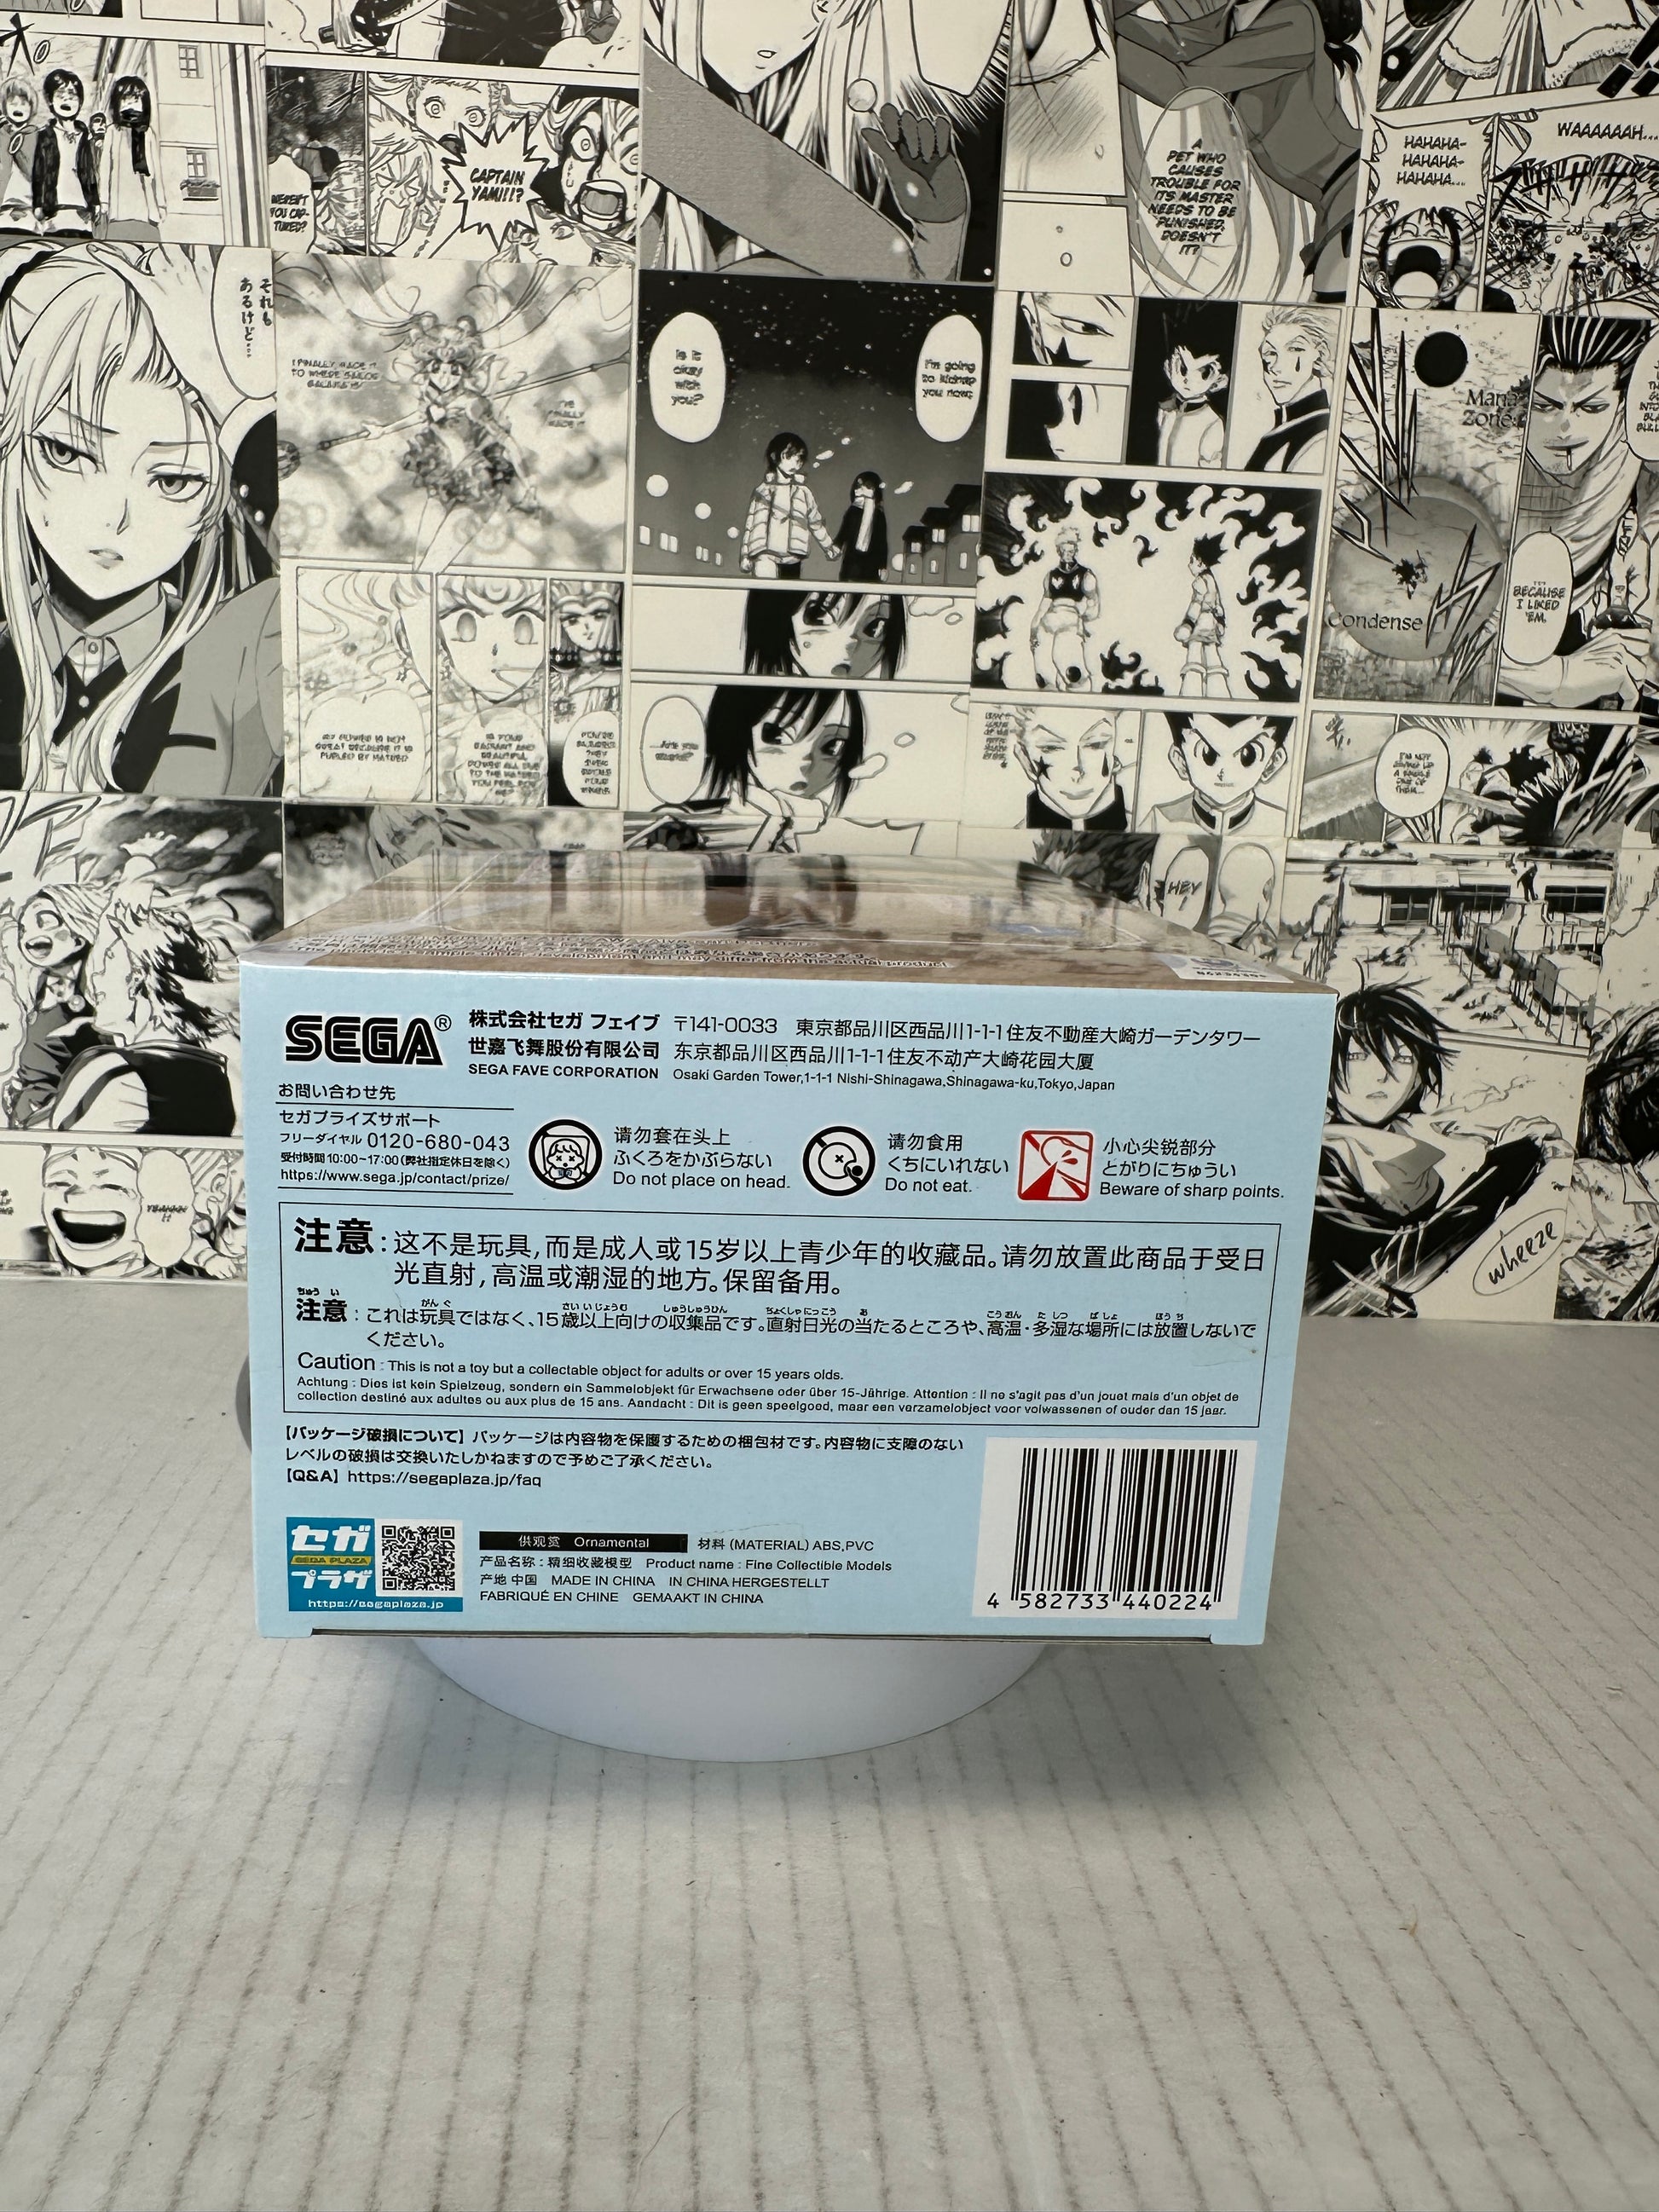 CAPTAIN
YAMI!!?
WEREN'T
YOU CAP-
TURED?
A
PET WHO
CAUSES
TROUBLE FOR
ITS MASTER
NEEDS TO BE
PUNISHED,
DOESN'T
IT?
HAHAHA-
HAHAHA-
HAHAHA...
WAAAAAAH...
それも
あるけど…
I FINALLY MADE IT
TO WHERE SAILOR
GALAXIA IS!
I'VE
FINALLY
MADE IT
Is it
okay
with
you?
I'm going
to kidnap
you now.
Mana
Zone:
condense
IT'S
BECAUSE
I LIKED
'EM.
HEY
!
wheeze
SEGA®
株式会社セガ フェイブ 〒141-0033 東京都品川区西品川1-1-1住友不動産大崎ガーデンタワー
世嘉飞舞股份有限公司 东京都品川区西品川1-1-1住友不动产大崎花园大厦
SEGA FAVE CORPORATION Osaki Garden Tower,1-1-1 Nishi-Shinagawa,Shinagawa-ku,Tokyo,Japan
お問い合わせ先
セガプライズサポート
フリーダイヤル 0120-680-043
受付時間10:00~17:00(弊社指定休日を除く)
https://www.sega.jp/contact/prize/
请勿套在头上
ふくろをかぶらない
Do not place on head.
请勿食用
くちにいれない
Do not eat.
小心尖锐部分
とがりにちゅうい
Beware of sharp points.
注意：这不是玩具,而是成人或15岁以上青少年的收藏品。请勿放置此商品于受日
光直射,高温或潮湿的地方。保留备用。
注意：これは玩具ではなく、15歳以上向けの収集品です。直射日光の当たるところや、高温・多湿な場所には放置しないで
ください。
Caution : This is not a toy but a collectable object for adults or over 15 years olds.
Achtung : Dies ist kein Spielzeug, sondern ein Sammelobjekt für Erwachsene oder über 15-Jährige. Attention : Il ne s'agit pas d'un jouet mais d'un objet de
collection destiné aux adultes ou aux plus de 15 ans. Aandacht : Dit is geen speelgoed, maar een verzamelobject voor volwassenen of ouder dan 15 jaar.
【パッケージ破損について】パッケージは内容物を保護するための梱包材です。内容物に支障のない
レベルの破損は交換いたしかねますので予めご了承ください。
【Q&A】https://segaplaza.jp/faq
セガ
SEGA PLAZA
プラザ
https://segaplaza.jp
供观赏 Ornamental 材料 (MATERIAL) ABS,PVC
产品名称：精细收藏模型 Product name : Fine Collectible Models
产地 中国 MADE IN CHINA IN CHINA HERGESTELLT
FABRIQUÉ EN CHINE GEMAAKT IN CHINA
4 582733 440224